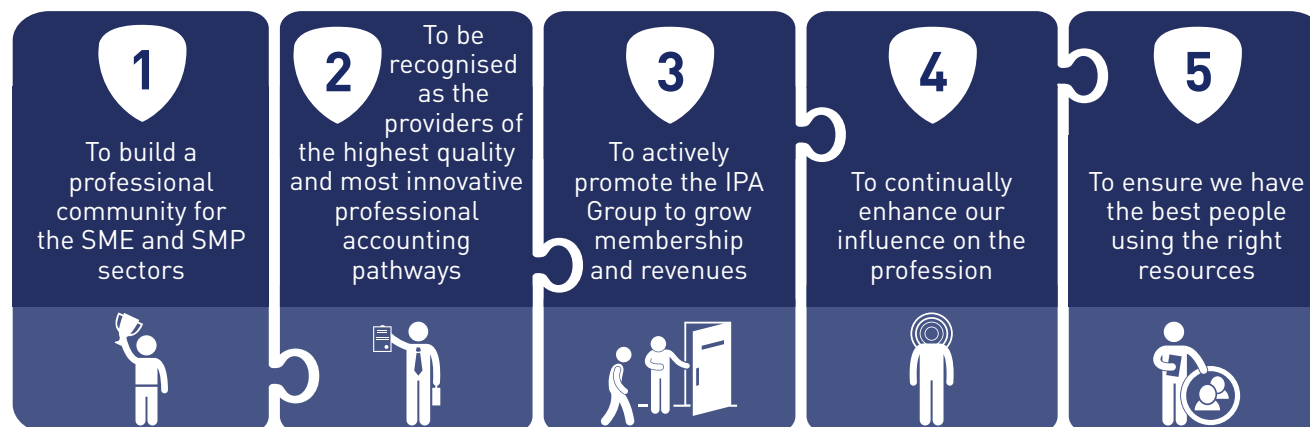 1
To build a
professional
community for
the SME and SMP
sectors
2
To be
recognised
as the
providers of
the highest quality
and most innovative
professional
accounting
pathways
3
To actively
promote the IPA
Group to grow
membership
and revenues
4
To continually
enhance our
influence on the
profession
5
To ensure we have
the best people
using the right
resources